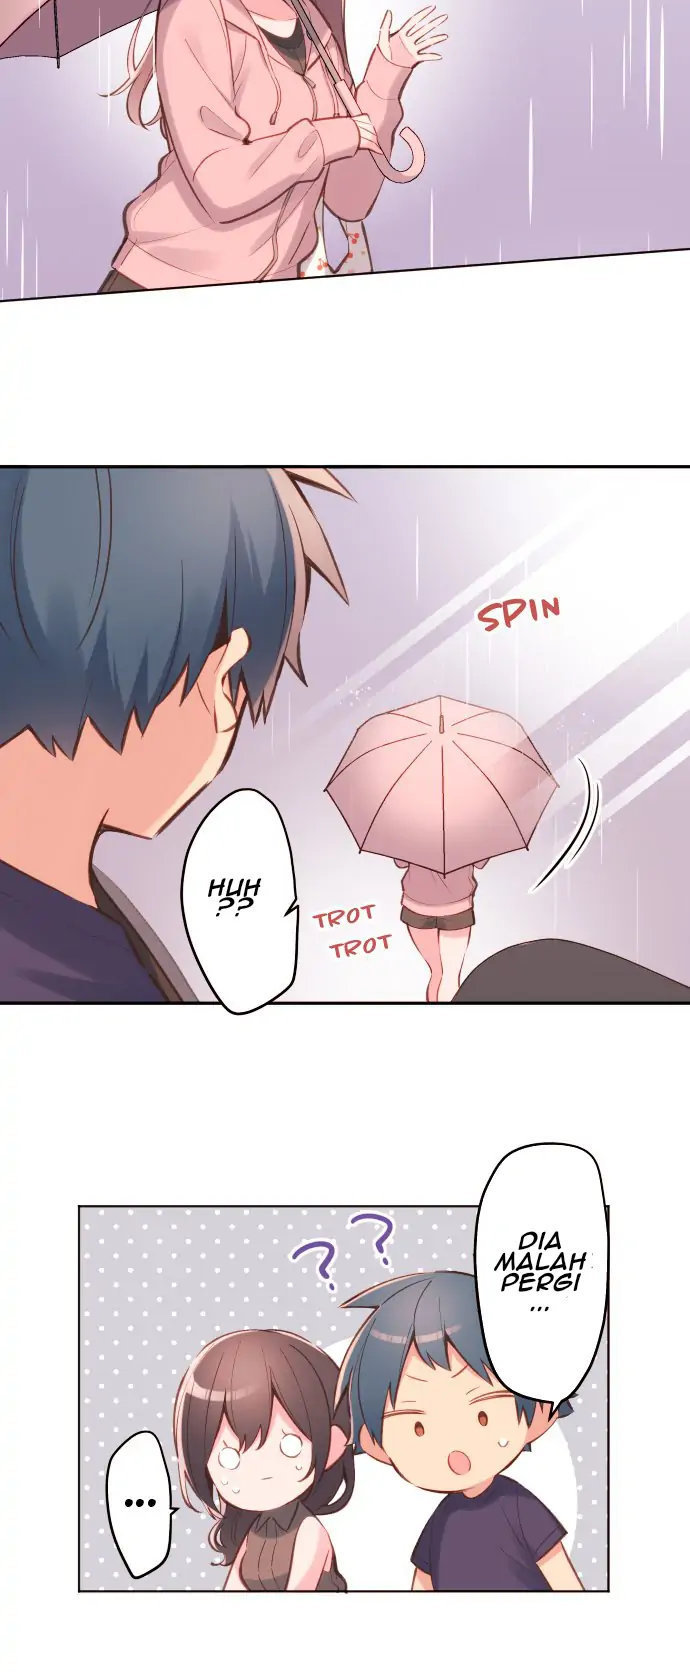 SPIN
HUH
??
TROT
TROT
? ?
DIA
MALAH
PERGI
...
...